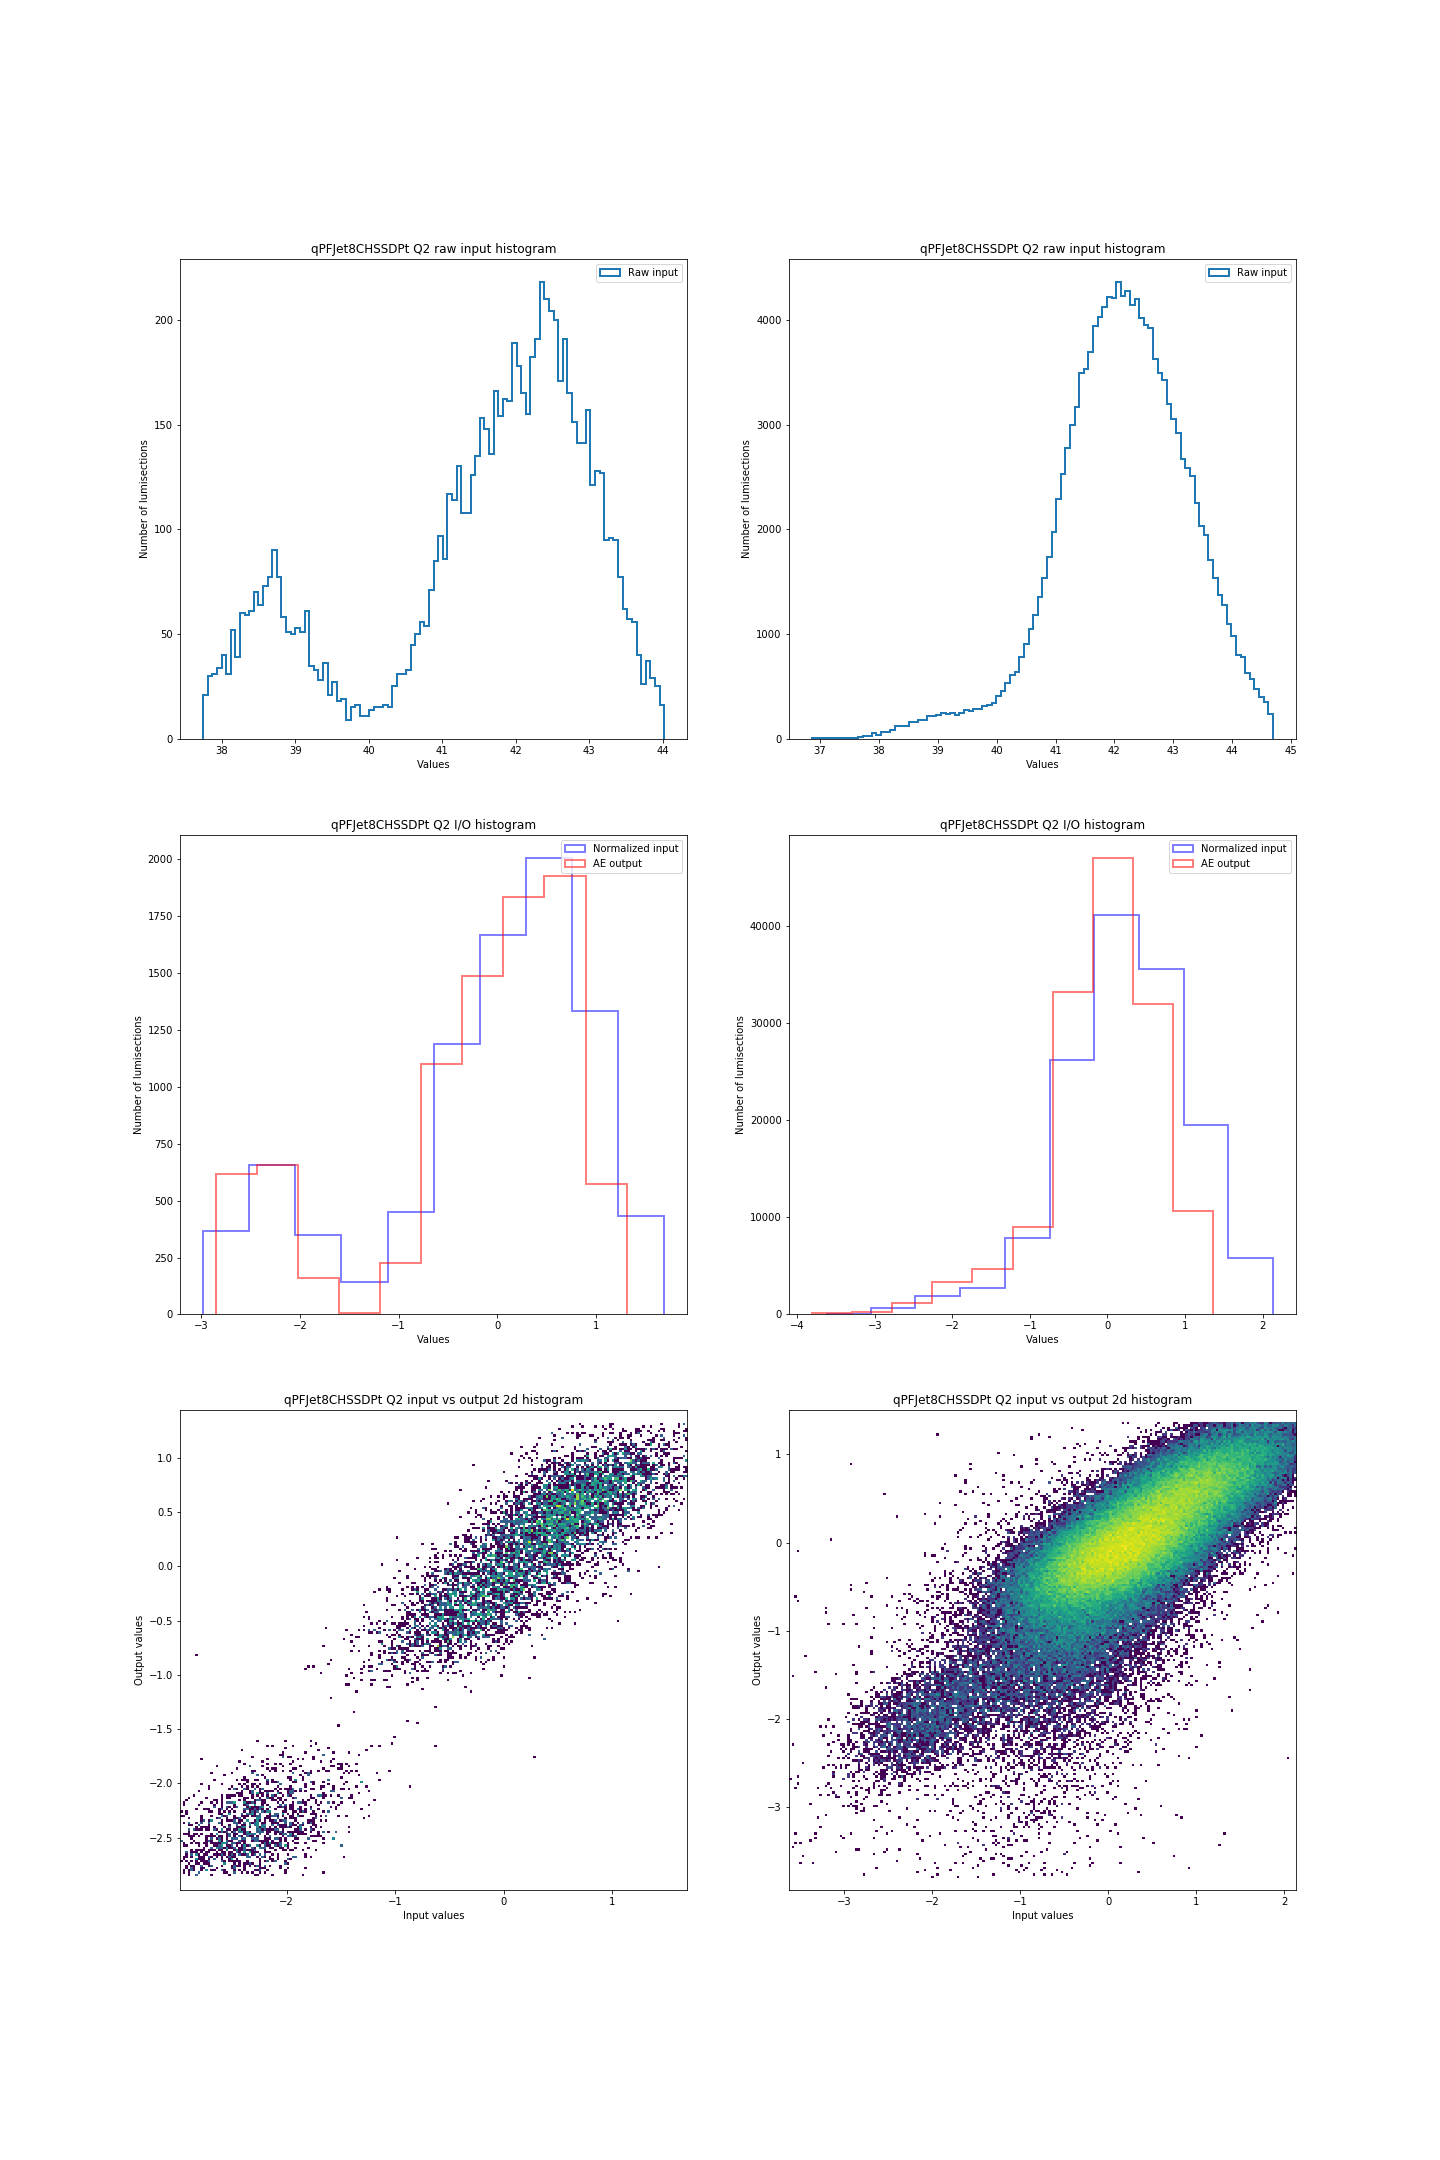 qPFJet8CHSSDPt Q2 raw input histogram
Raw input
200
150
100
50
0
Number of lumisections
38 39 40 41 42 43 44
Values
qPFJet8CHSSDPt Q2 raw input histogram
Raw input
4000
3000
2000
1000
0
Number of lumisections
37 38 39 40 41 42 43 44 45
Values
qPFJet8CHSSDPt Q2 I/O histogram
Normalized input
AE output
2000
1750
1500
1250
1000
750
500
250
0
Number of lumisections
−3 −2 −1 0 1
Values
qPFJet8CHSSDPt Q2 I/O histogram
Normalized input
AE output
40000
30000
20000
10000
0
Number of lumisections
−4 −3 −2 −1 0 1 2
Values
qPFJet8CHSSDPt Q2 input vs output 2d histogram
1.0
0.5
0.0
−0.5
−1.0
−1.5
−2.0
−2.5
Output values
−2 −1 0 1
Input values
qPFJet8CHSSDPt Q2 input vs output 2d histogram
1
0
−1
−2
−3
Output values
−3 −2 −1 0 1 2
Input values